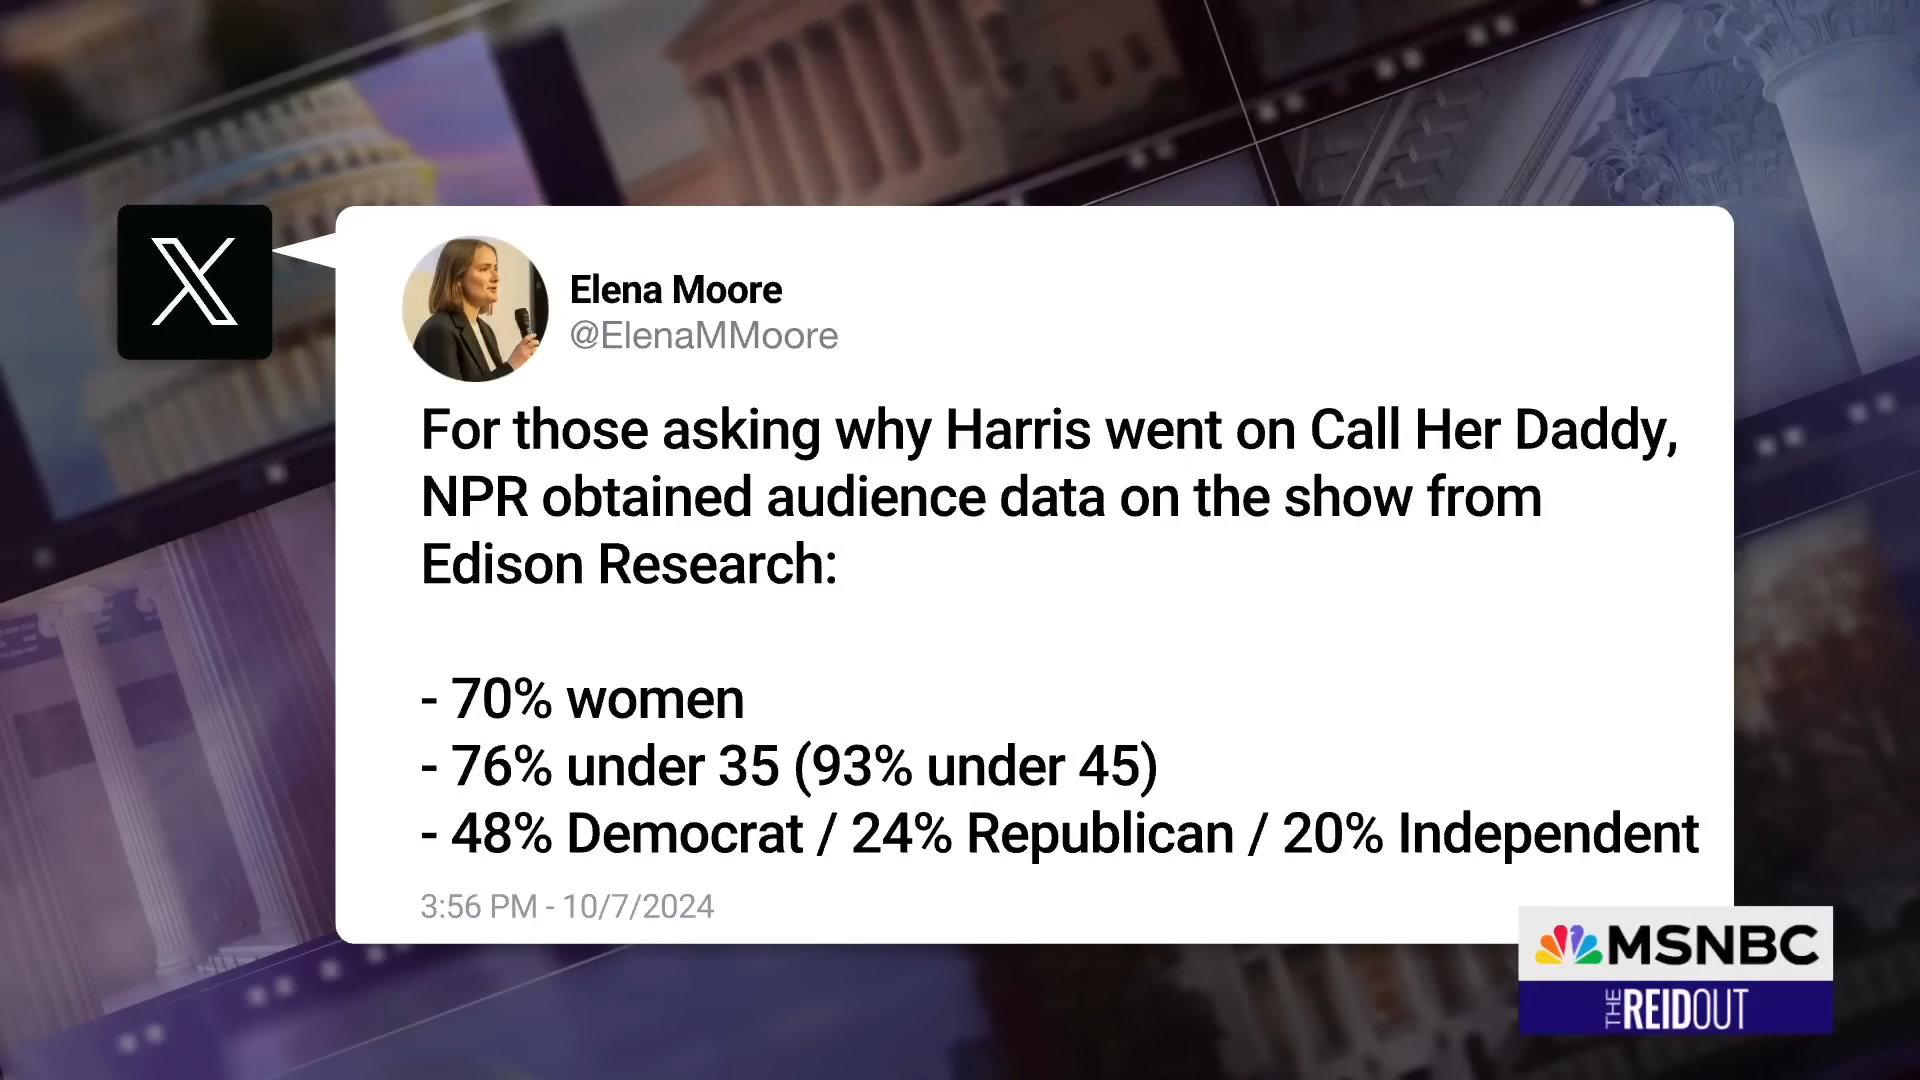 Elena Moore
@ElenaMMoore
For those asking why Harris went on Call Her Daddy,
NPR obtained audience data on the show from
Edison Research:
- 70% women
- 76% under 35 (93% under 45)
- 48% Democrat / 24% Republican / 20% Independent
3:56 PM - 10/7/2024
MSNBC
THE REIDOUT